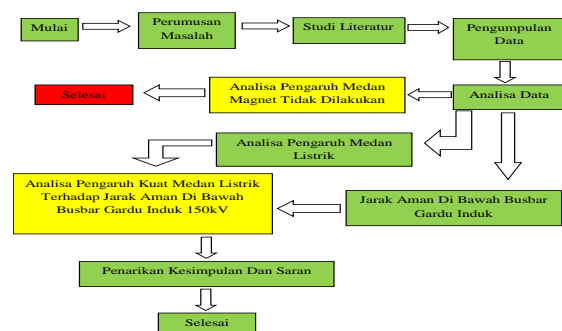 Mulai
Perumusan
Masalah
Studi Literatur
Pengumpulan
Data
Selesai
Analisa Pengaruh Medan
Magnet Tidak Dilakukan
Analisa Data
Analisa Pengaruh Medan
Listrik
Analisa Pengaruh Kuat Medan Listrik
Terhadap Jarak Aman Di Bawah
Busbar Gardu Induk 150kV
Jarak Aman Di Bawah Busbar
Gardu Induk
Penarikan Kesimpulan Dan Saran
Selesai